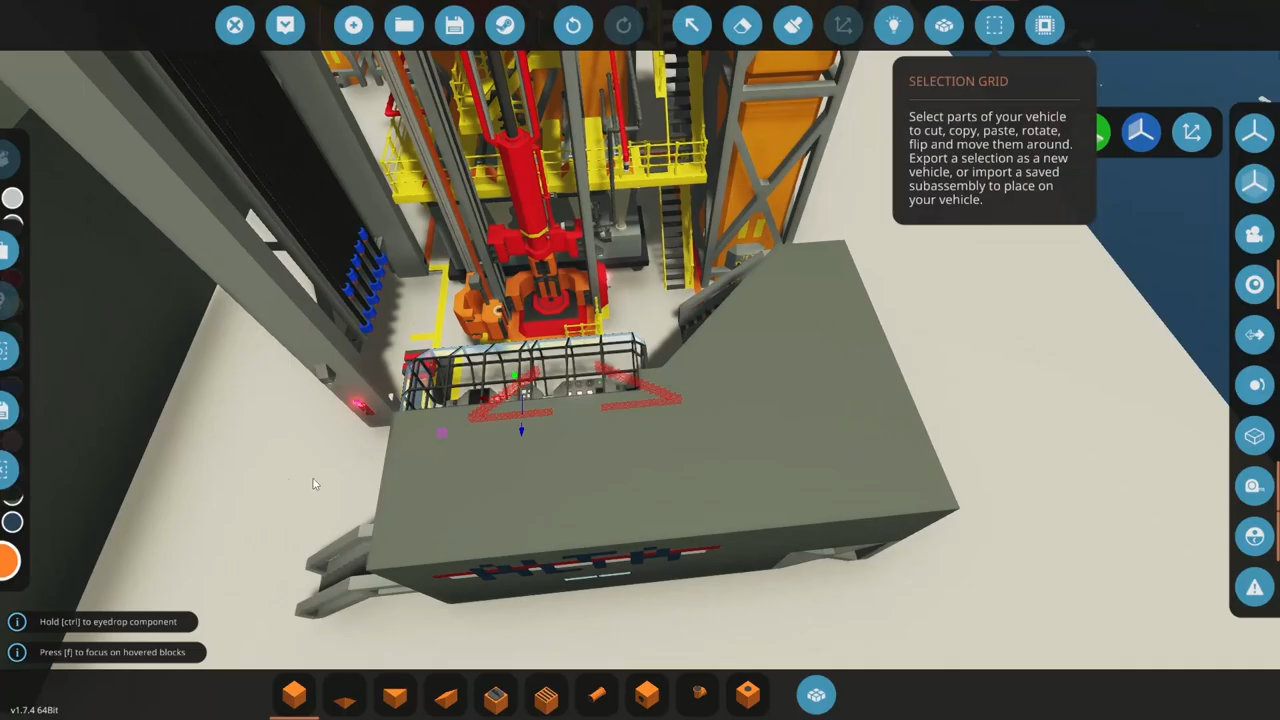 SELECTION GRID
Select parts of your vehicle
to cut, copy, paste, rotate,
flip and move them around.
Export a selection as a new
vehicle, or import a saved
subassembly to place on
your vehicle.
Hold [ctrl] to eyedrop component
Press [f] to focus on hovered blocks
v1.7.4 64Bit